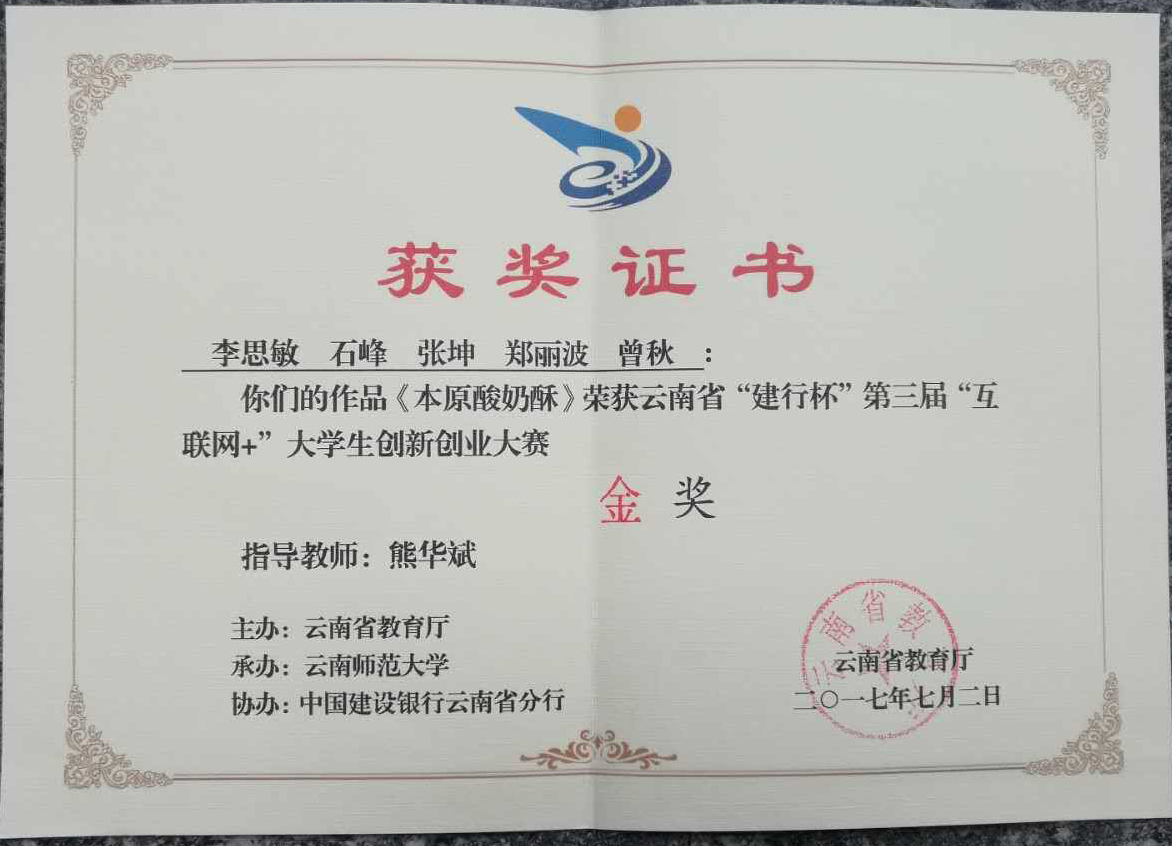 获奖证书
李思敏 石峰 张坤 郑丽波 曾秋：
你们的作品《本原酸奶酥》荣获云南省“建行杯”第三届“互
联网+”大学生创新创业大赛
金奖
指导教师：熊华斌
主办：云南省教育厅
承办：云南师范大学
协办：中国建设银行云南省分行
云南省教
云南省教育厅
二〇一七年七月二日